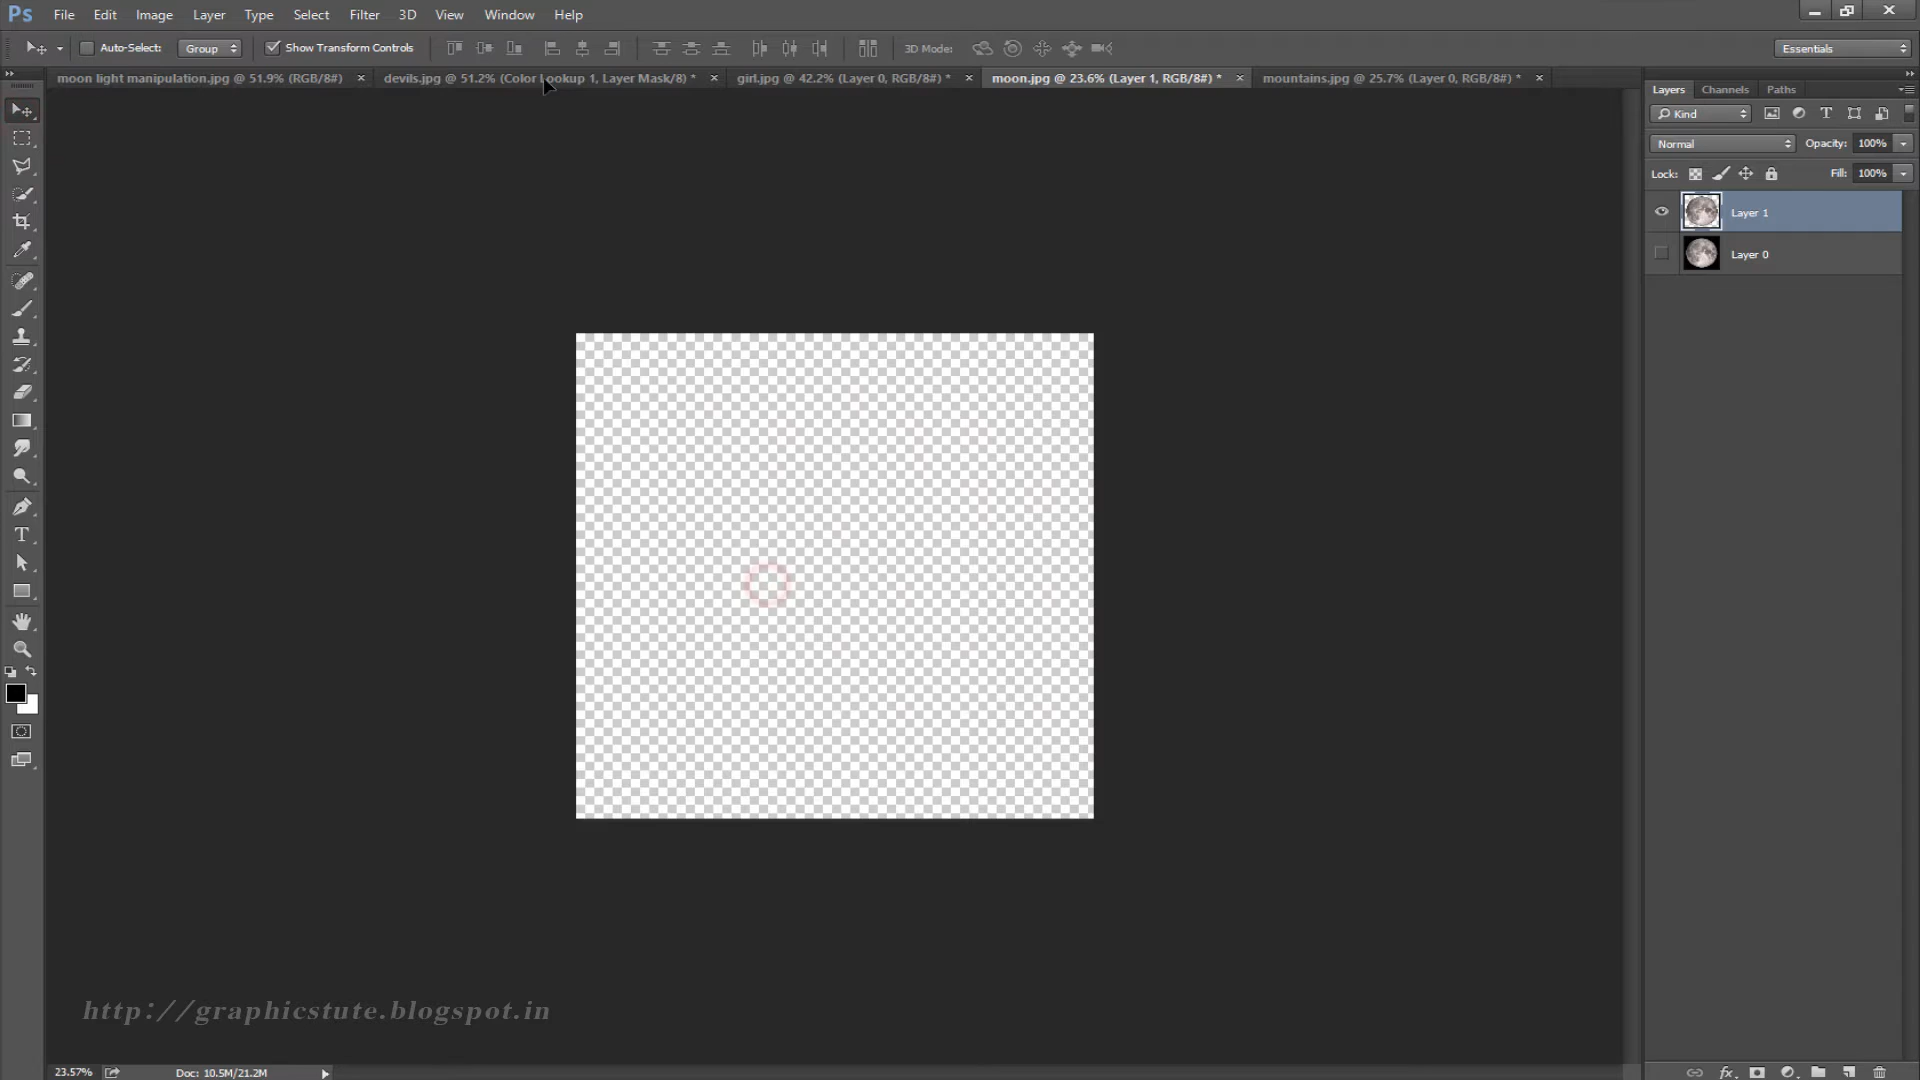 Ps File Edit Image Layer Type Select Filter 3D View Window Help
Auto-Select: Group Show Transform Controls 3D Mode: Essentials
moon light manipulation.jpg @ 51.9% (RGB/8#) × devils.jpg @ 51.2% (Color Lookup 1, Layer Mask/8) * × girl.jpg @ 42.2% (Layer 0, RGB/8#) * × moon.jpg @ 23.6% (Layer 1, RGB/8#) * × mountains.jpg @ 25.7% (Layer 0, RGB/8#) * ×
Layers Channels Paths
Kind
Normal Opacity: 100%
Lock: Fill: 100%
Layer 1
Layer 0
http://graphicstute.blogspot.in
23.57% Doc: 10.5M/21.2M